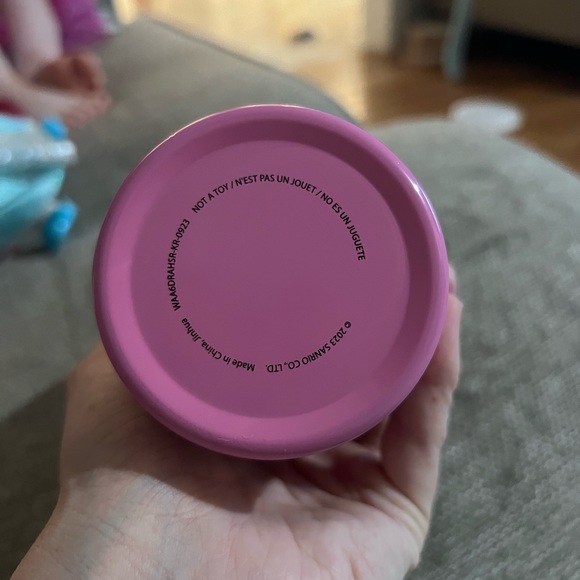 NOT A TOY / N'EST PAS UN JOUET / NO ES UN JUGUETE
© 2023 SANRIO CO., LTD.
Made in China, Jinhua
WAA6DRAHSR-KR-0923